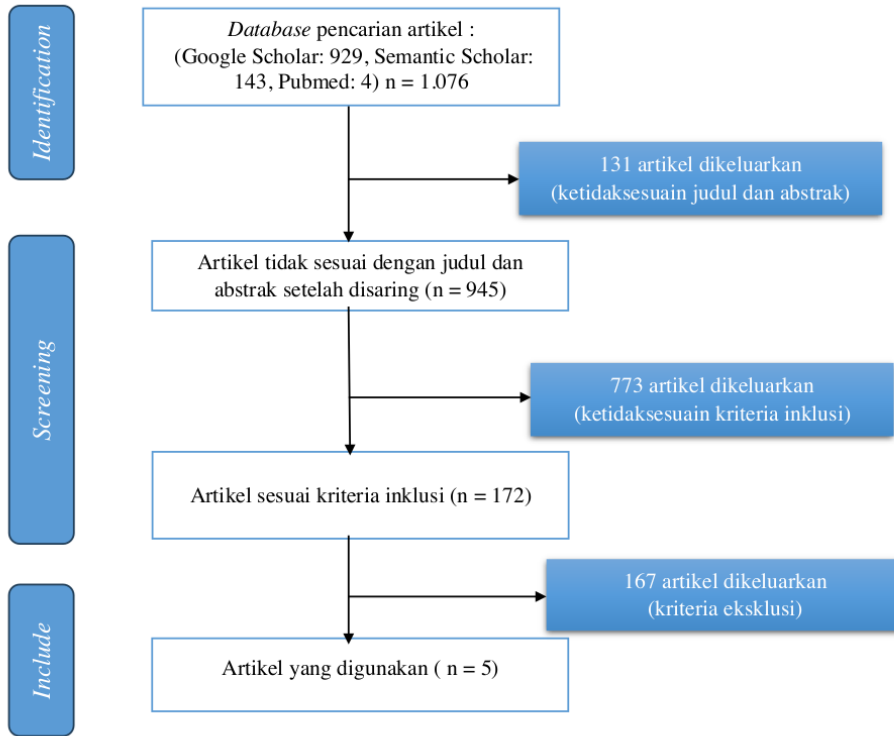 Identification
Database pencarian artikel :
(Google Scholar: 929, Semantic Scholar:
143, Pubmed: 4) n = 1.076
131 artikel dikeluarkan
(ketidaksesuain judul dan abstrak)
Screening
Artikel tidak sesuai dengan judul dan
abstrak setelah disaring (n = 945)
773 artikel dikeluarkan
(ketidaksesuain kriteria inklusi)
Artikel sesuai kriteria inklusi (n = 172)
167 artikel dikeluarkan
(kriteria eksklusi)
Include
Artikel yang digunakan ( n = 5)